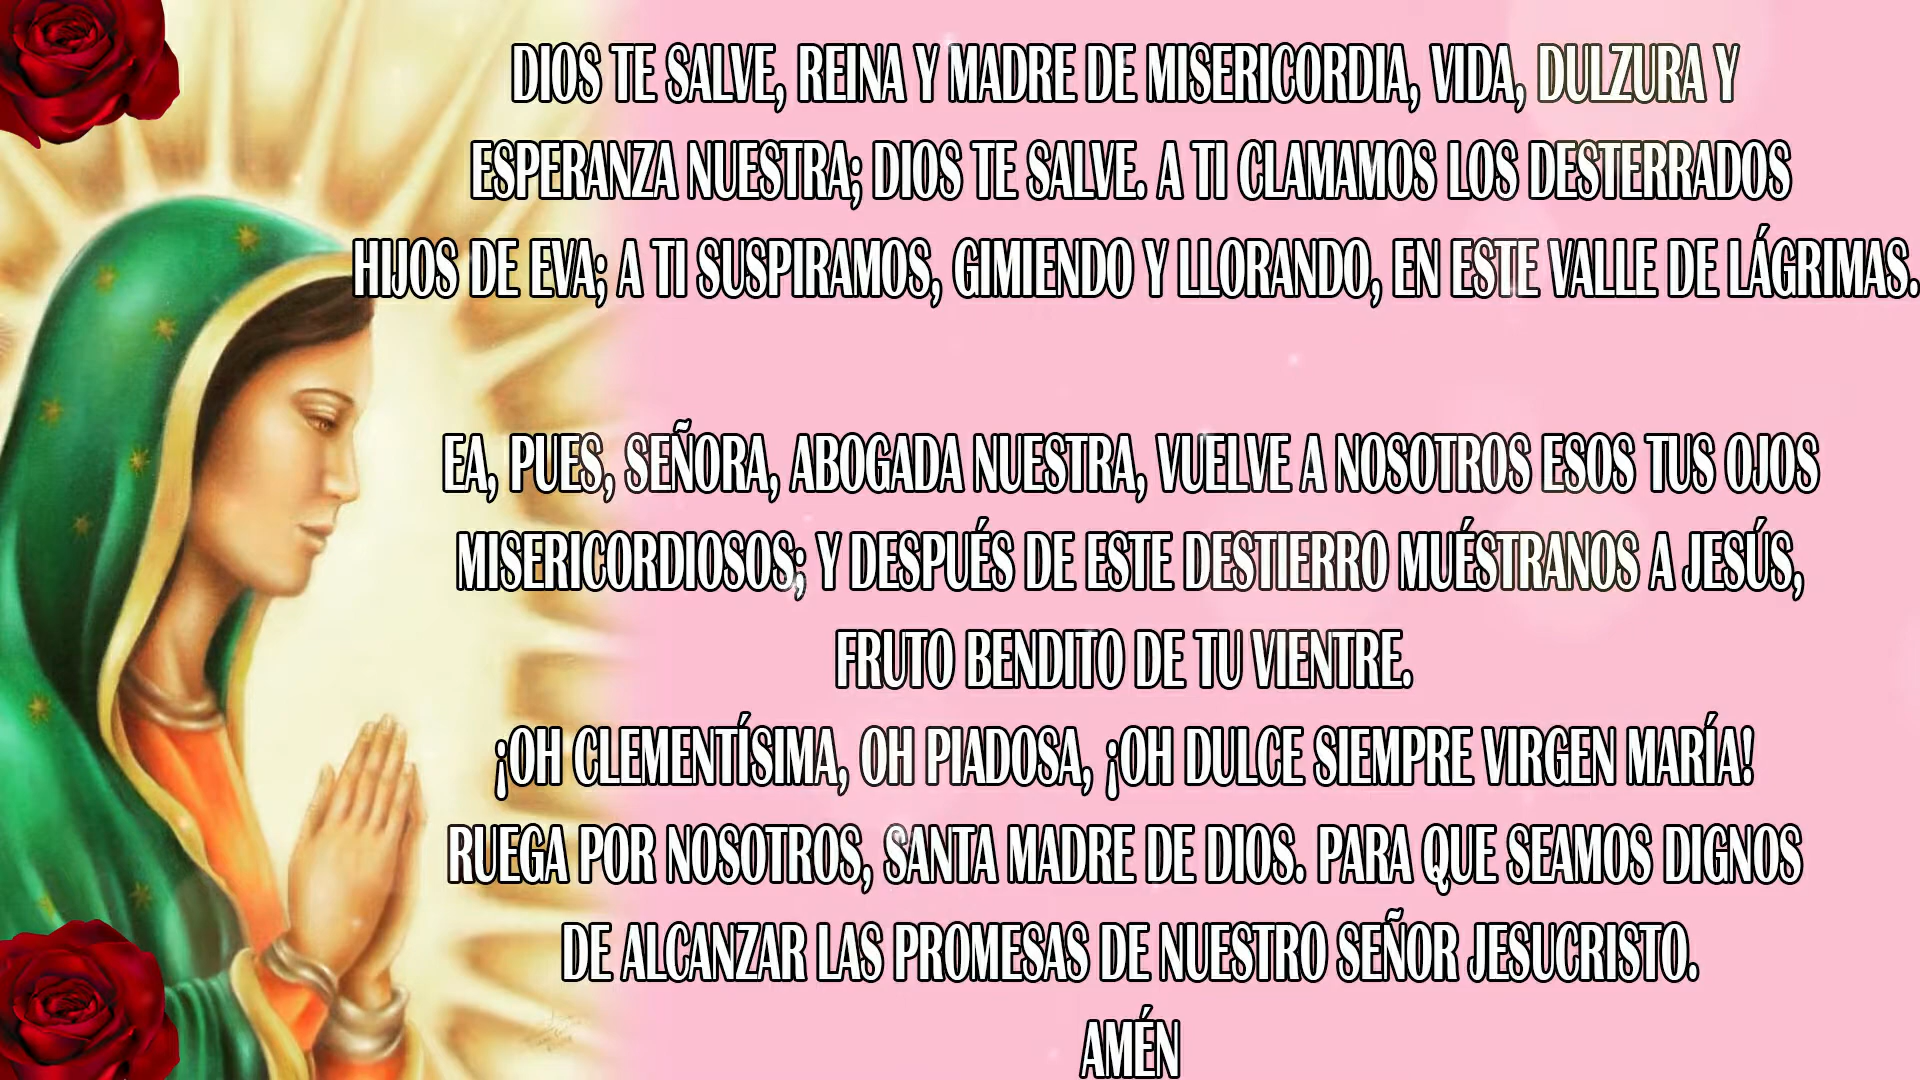 DIOS TE SALVE, REINA Y MADRE DE MISERICORDIA, VIDA, DULZURA Y
ESPERANZA NUESTRA; DIOS TE SALVE. A TI CLAMAMOS LOS DESTERRADOS
HIJOS DE EVA; A TI SUSPIRAMOS, GIMIENDO Y LLORANDO, EN ESTE VALLE DE LÁGRIMAS.
EA, PUES, SEÑORA, ABOGADA NUESTRA, VUELVE A NOSOTROS ESOS TUS OJOS
MISERICORDIOSOS; Y DESPUÉS DE ESTE DESTIERRO MUÉSTRANOS A JESÚS,
FRUTO BENDITO DE TU VIENTRE.
¡OH CLEMENTÍSIMA, OH PIADOSA, ¡OH DULCE SIEMPRE VIRGEN MARÍA!
RUEGA POR NOSOTROS, SANTA MADRE DE DIOS. PARA QUE SEAMOS DIGNOS
DE ALCANZAR LAS PROMESAS DE NUESTRO SEÑOR JESUCRISTO.
AMÉN